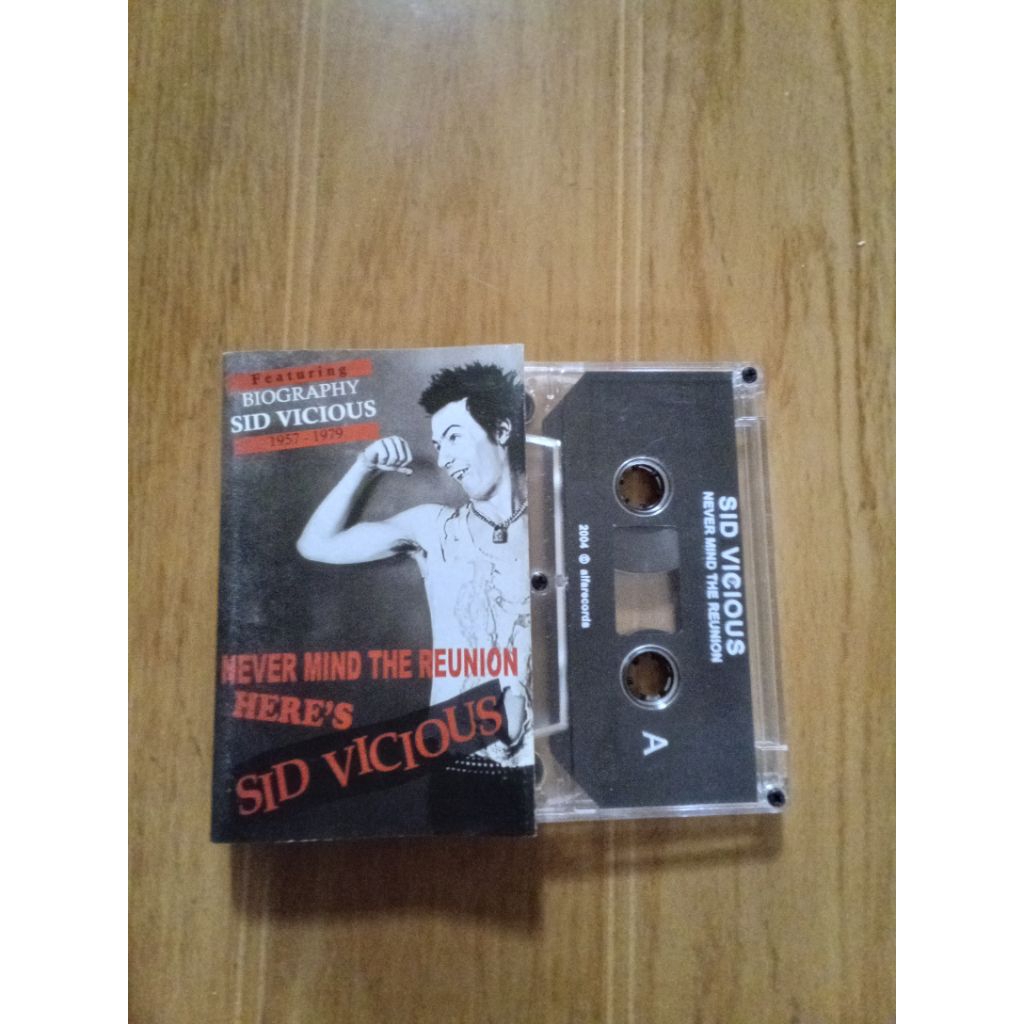 Featuring
BIOGRAPHY
SID VICIOUS
1957 - 1979
NEVER MIND THE REUNION
HERE'S
SID VICIOUS
SID VICIOUS
NEVER MIND THE REUNION
2004 ℗ alfarecords
A